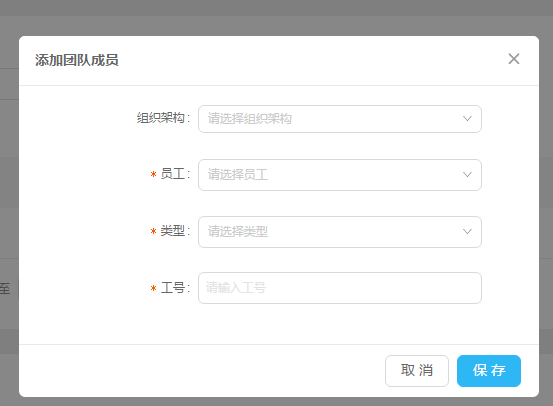 添加团队成员
组织架构: 请选择组织架构
* 员工: 请选择员工
* 类型: 请选择类型
* 工号: 请输入工号
至
取 消 保 存